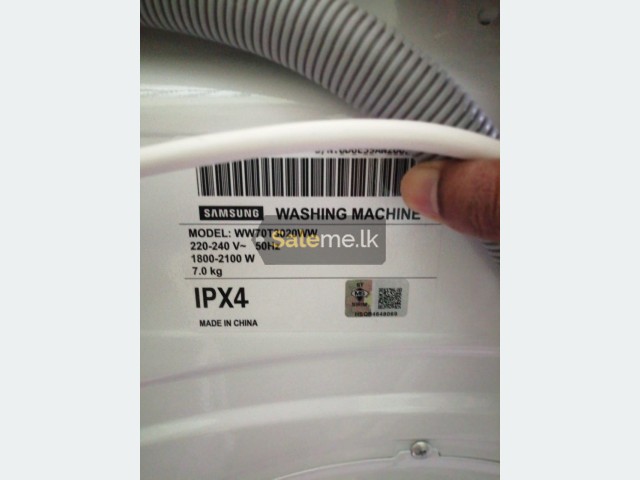 SAMSUNG WASHING MACHINE
MODEL: WW70T3020WW
220-240 V~ 50Hz
1800-2100 W
7.0 kg
Saleme.lk
IPX4
MADE IN CHINA